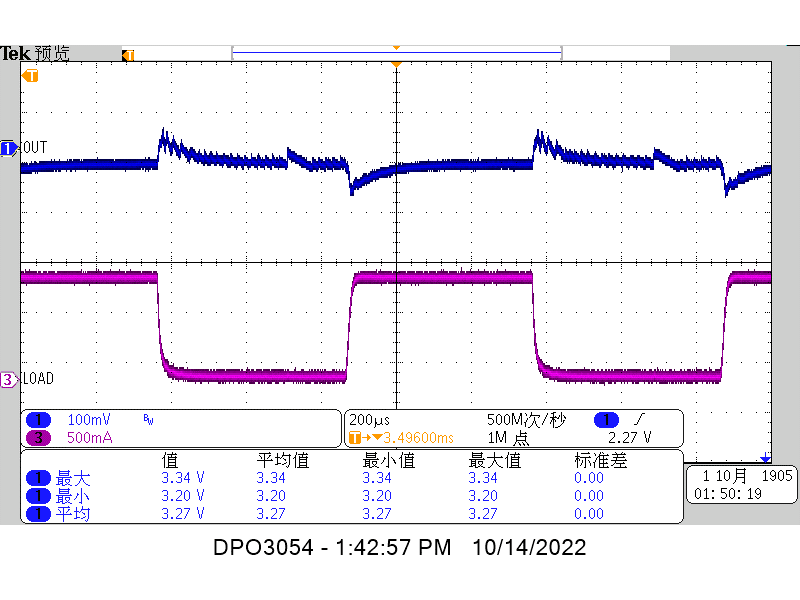 Tek 预览
T
T
1 OUT
3 LOAD
1 100mV BW
3 500mA
200µs 500M次/秒 1
T→▼3.49600ms 1M 点 2.27 V
值 平均值 最小值 最大值 标准差
1 最大 3.34 V 3.34 3.34 3.34 0.00
1 最小 3.20 V 3.20 3.20 3.20 0.00
1 平均 3.27 V 3.27 3.27 3.27 0.00
1 10月 1905
01:50:19
DPO3054 - 1:42:57 PM 10/14/2022